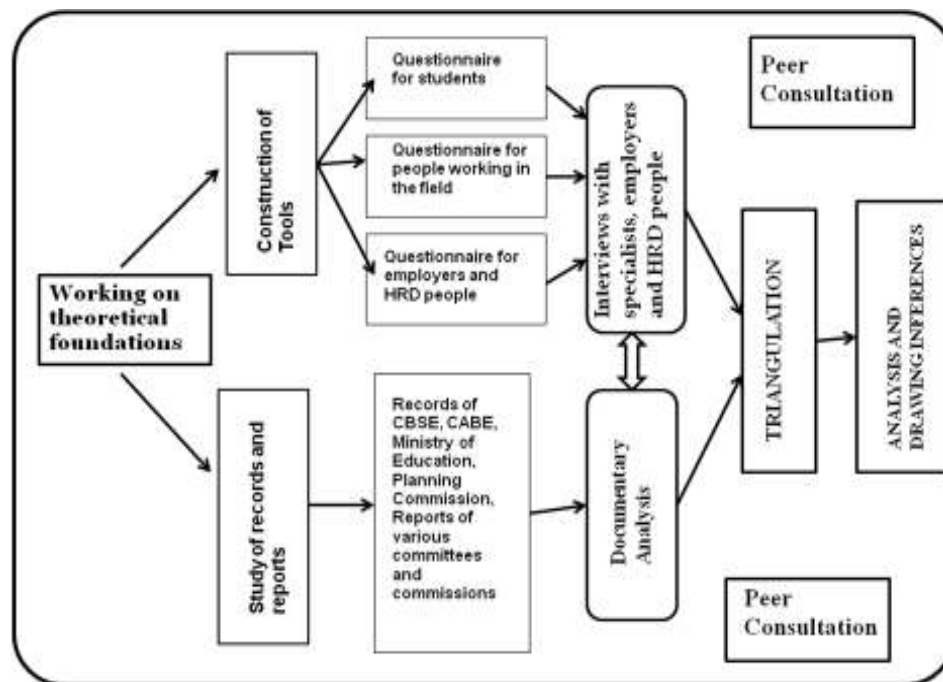 Working on
theoretical
foundations
Construction of
Tools
Questionnaire
for students
Questionnaire for
people working in
the field
Questionnaire for
employers and
HRD people
Interviews with
specialists, employers
and HRD people
Peer
Consultation
Study of records and
reports
Records of
CBSE, CABE,
Ministry of
Education,
Planning
Commission,
Reports of
various
committees
and
commissions
Documentary
Analysis
TRIANGULATION
ANALYSIS AND
DRAWING INFERENCES
Peer
Consultation